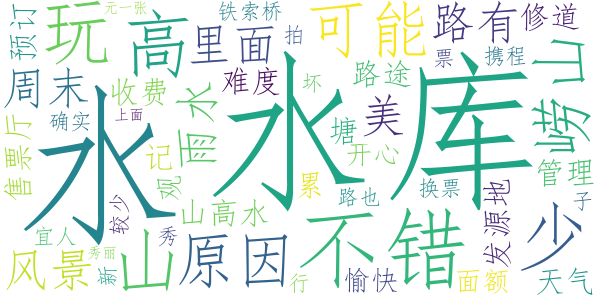 元一张
铁索桥
可能
路有
修道
预订
玩
高
里面
拍
票
携程
山
周末
收费
难度
路途
坏
崂
确实
上面
水
雨水
水库
塘
美
开心
管理
售票厅
记
观
累
路也
换票
发源地
子
较少
山高水
宜人
秀丽
秀
山
原因
不错
少
风景
新
行
愉快
面额
天气